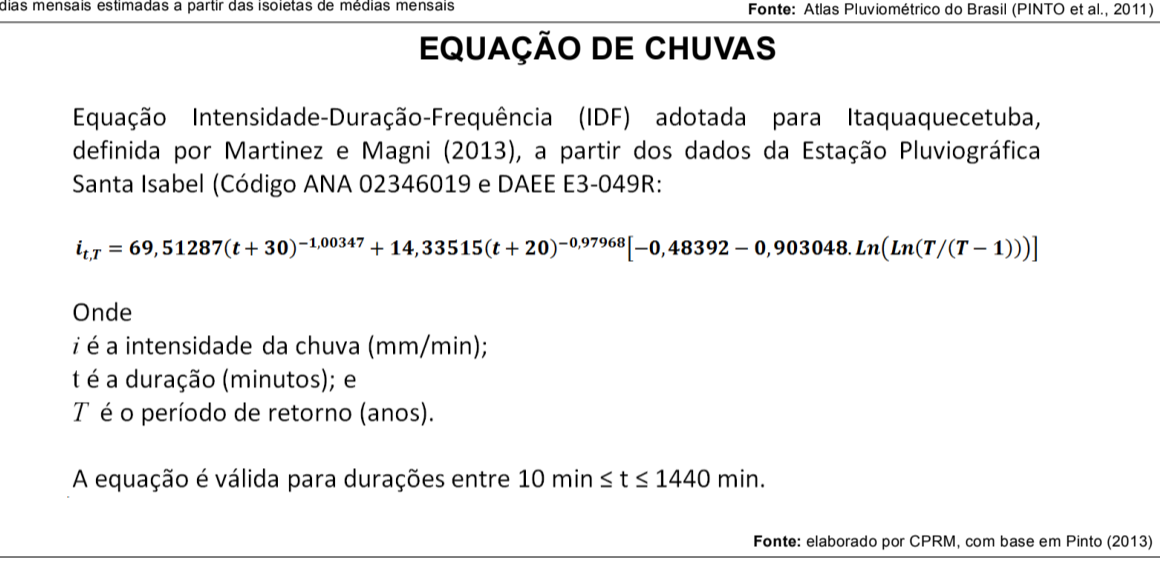 dias mensais estimadas a partir das isoietas de médias mensais
Fonte: Atlas Pluviométrico do Brasil (PINTO et al., 2011)
EQUAÇÃO DE CHUVAS
Equação Intensidade-Duração-Frequência (IDF) adotada para Itaquaquecetuba,
definida por Martinez e Magni (2013), a partir dos dados da Estação Pluviográfica
Santa Isabel (Código ANA 02346019 e DAEE E3-049R:
i_{t,T} = 69,51287(t + 30)^{−1,00347} + 14,33515(t + 20)^{−0,97968}[−0,48392 − 0,903048.Ln(Ln(T/(T − 1)))]
Onde
i é a intensidade da chuva (mm/min);
t é a duração (minutos); e
T é o período de retorno (anos).
A equação é válida para durações entre 10 min ≤ t ≤ 1440 min.
Fonte: elaborado por CPRM, com base em Pinto (2013)